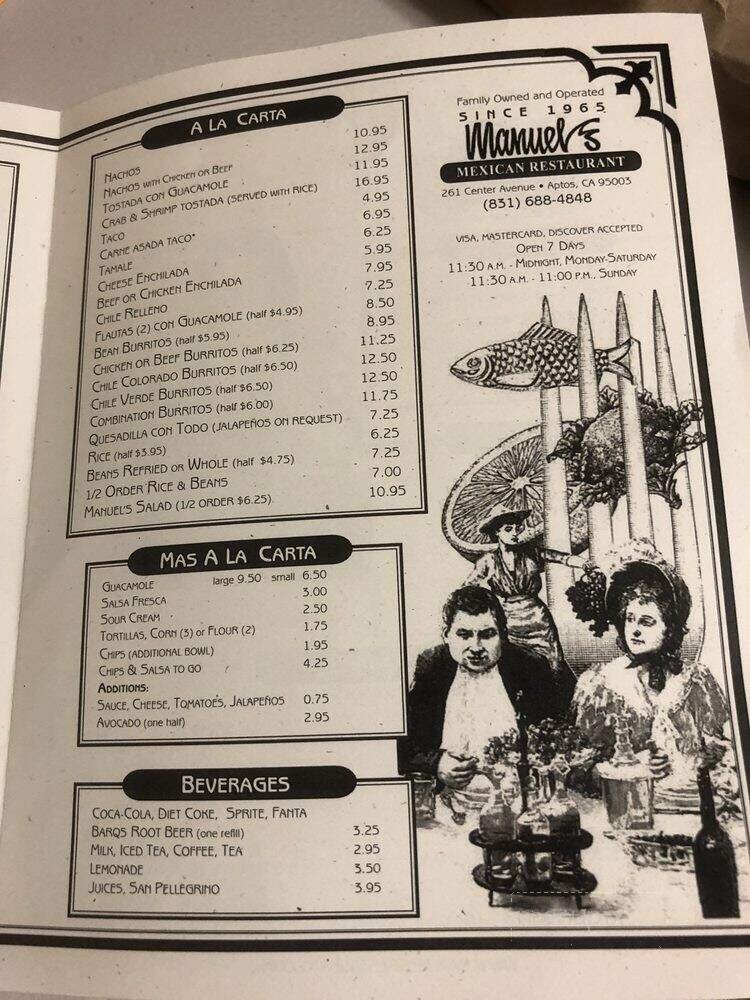 A LA CARTA
NACHOS 10.95
NACHOS WITH CHICKEN OR BEEF 12.95
TOSTADA CON GUACAMOLE 11.95
CRAB & SHRIMP TOSTADA (SERVED WITH RICE) 16.95
TACO 4.95
CARNE ASADA TACO* 6.95
TAMALE 6.25
CHEESE ENCHILADA 5.95
BEEF OR CHICKEN ENCHILADA 7.95
CHILE RELLENO 7.25
FLAUTAS (2) CON GUACAMOLE (half $4.95) 8.50
BEAN BURRITOS (half $5.95) 8.95
CHICKEN OR BEEF BURRITOS (half $6.25) 11.25
CHILE COLORADO BURRITOS (half $6.50) 12.50
CHILE VERDE BURRITOS (half $6.50) 12.50
COMBINATION BURRITOS (half $6.00) 11.75
QUESADILLA CON TODO (JALAPEÑOS ON REQUEST) 7.25
RICE (half $3.95) 6.25
BEANS REFRIED OR WHOLE (half $4.75) 7.25
1/2 ORDER RICE & BEANS 7.00
MANUEL'S SALAD (1/2 ORDER $6.25) 10.95
MAS A LA CARTA
GUACAMOLE large 9.50 small 6.50
SALSA FRESCA 3.00
SOUR CREAM 2.50
TORTILLAS, CORN (3) or FLOUR (2) 1.75
CHIPS (ADDITIONAL BOWL) 1.95
CHIPS & SALSA TO GO 4.25
ADDITIONS:
SAUCE, CHEESE, TOMATOES, JALAPEÑOS 0.75
AVOCADO (one half) 2.95
BEVERAGES
COCA-COLA, DIET COKE, SPRITE, FANTA
BARQS ROOT BEER (one refill) 3.25
MILK, ICED TEA, COFFEE, TEA 2.95
LEMONADE 3.50
JUICES, SAN PELLEGRINO 3.95
Family Owned and Operated
SINCE 1965
Manuel's
MEXICAN RESTAURANT
261 Center Avenue • Aptos, CA 95003
(831) 688-4848
VISA, MASTERCARD, DISCOVER ACCEPTED
OPEN 7 DAYS
11:30 A.M. - MIDNIGHT, MONDAY-SATURDAY
11:30 A.M. - 11:00 P.M., SUNDAY